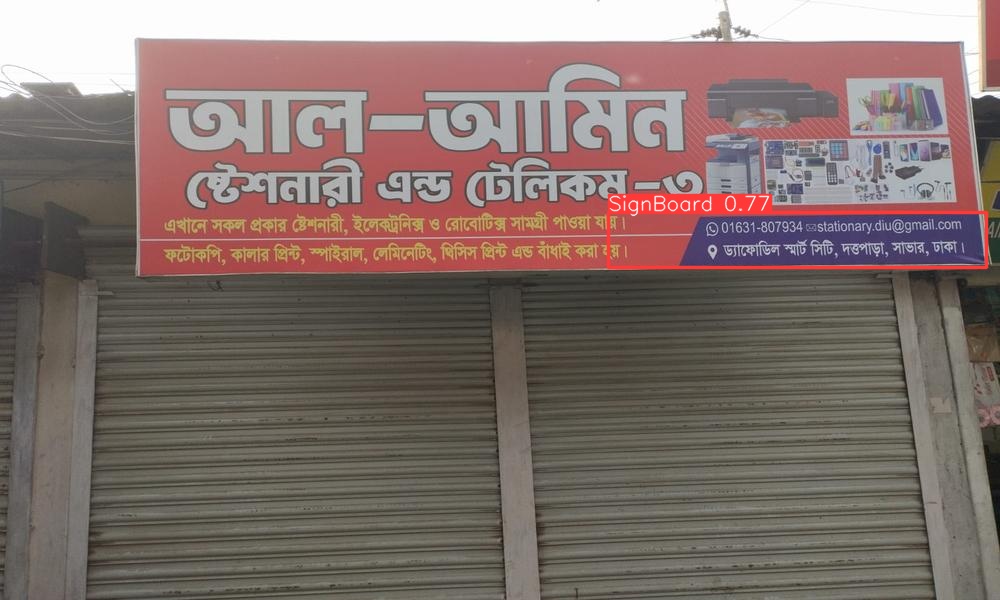 আল-আমিন
ষ্টেশনারী এন্ড টেলিকম -৩
এখানে সকল প্রকার ষ্টেশনারী, ইলেকট্রনিক্স ও রোবোটিক্স সামগ্রী পাওয়া যায়।
ফটোকপি, কালার প্রিন্ট, স্পাইরাল, লেমিনেটিং, থিসিস প্রিন্ট এন্ড বাঁধাই করা হয়।
SignBoard 0.77
01631-807934 stationary.diu@gmail.com
ড্যাফোডিল স্মার্ট সিটি, দত্তপাড়া, সাভার, ঢাকা।